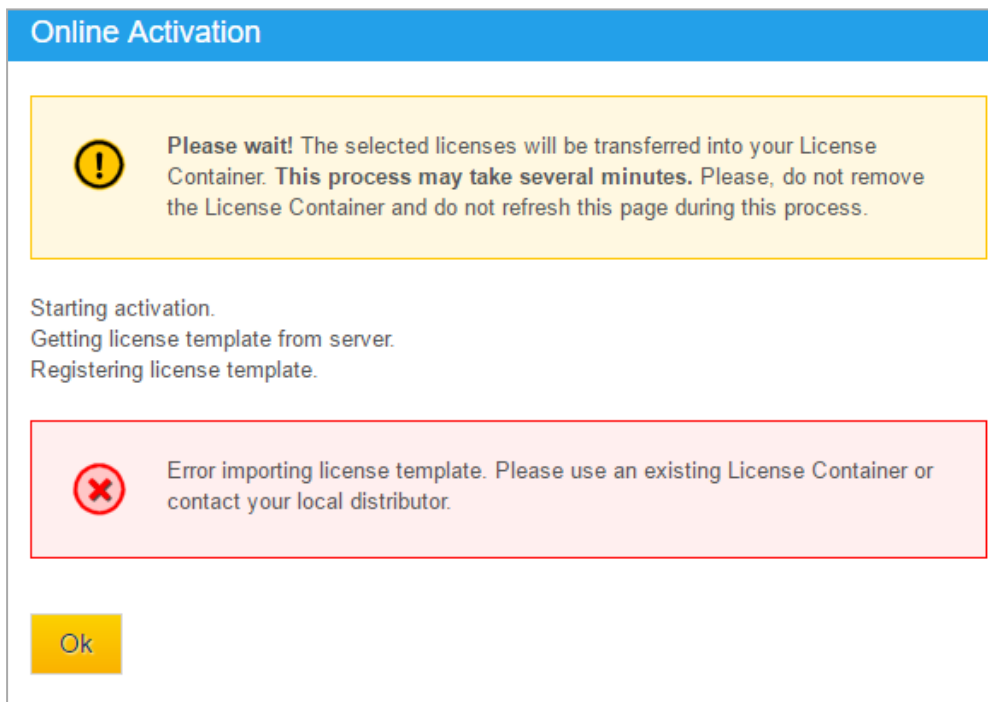 Online Activation
Please wait! The selected licenses will be transferred into your License
Container. This process may take several minutes. Please, do not remove
the License Container and do not refresh this page during this process.
Starting activation.
Getting license template from server.
Registering license template.
Error importing license template. Please use an existing License Container or
contact your local distributor.
Ok